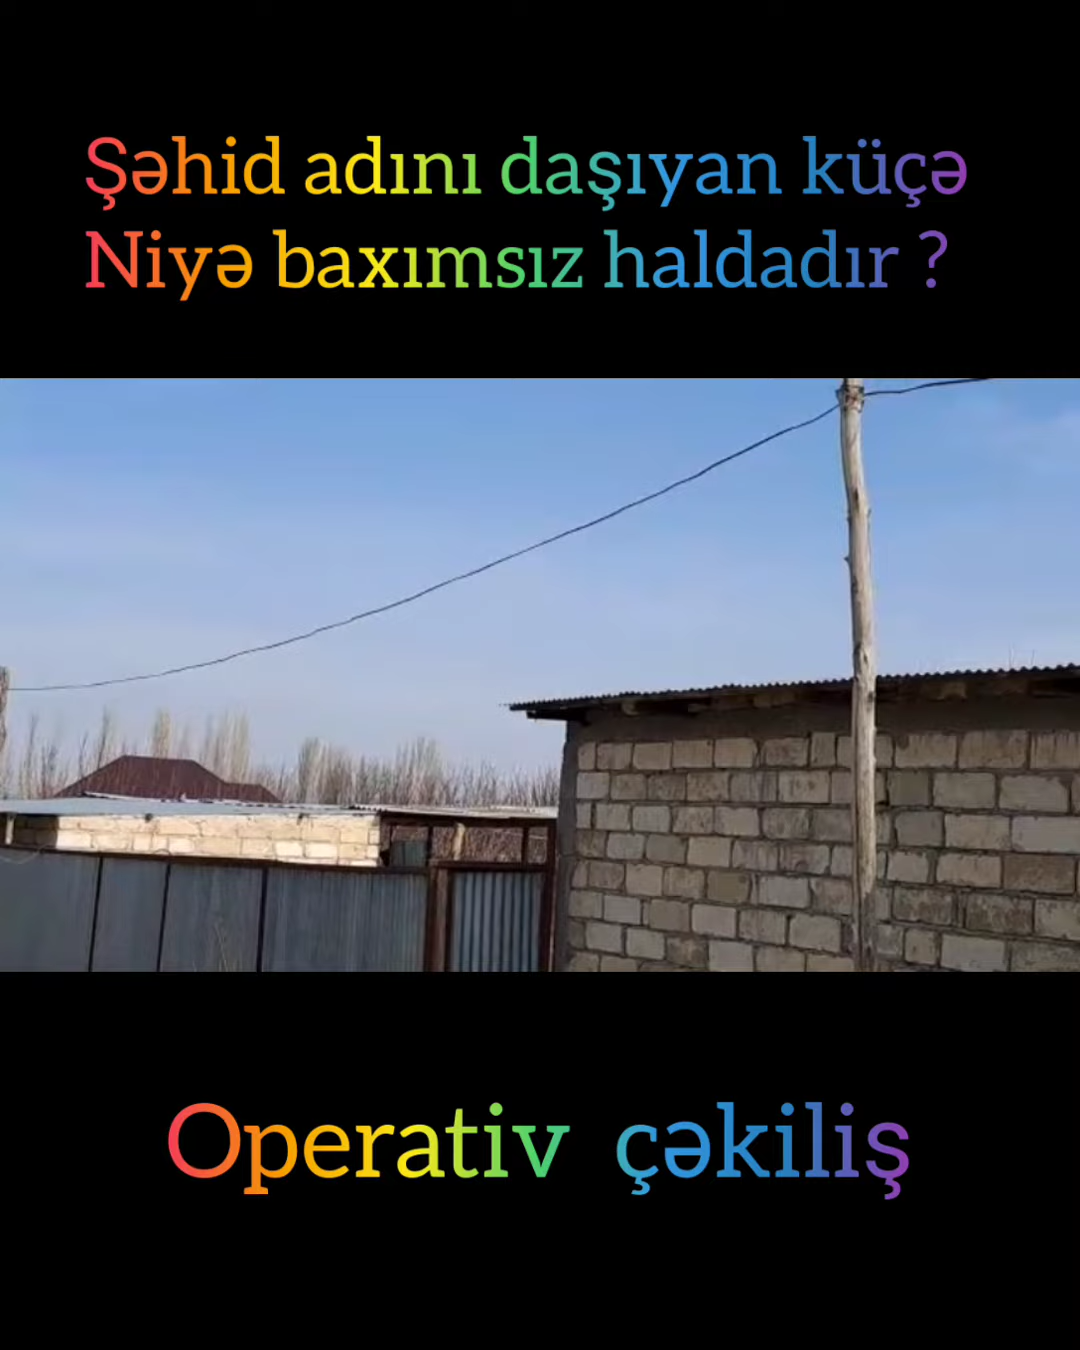 Şəhid adını daşıyan küçə
Niyə baxımsız haldadır ?
Operativ çəkiliş